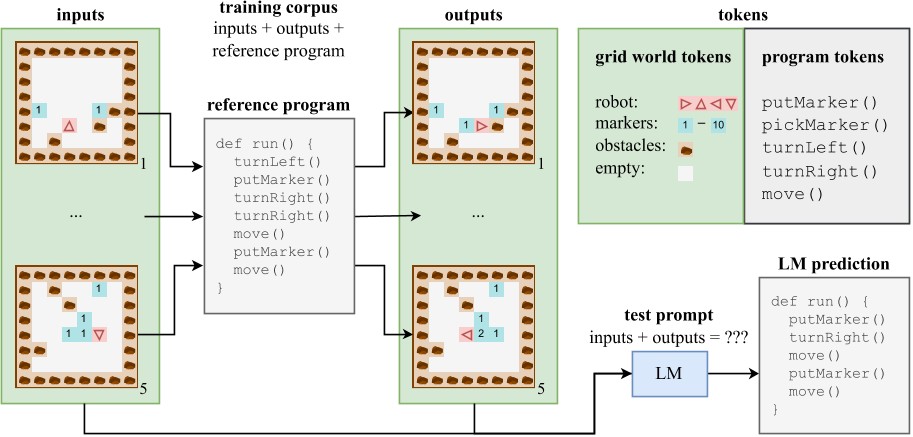 inputs
training corpus
inputs + outputs +
reference program
outputs
tokens
1
1
1
...
1
1
1
1
5
reference program
def run() {
turnLeft()
putMarker()
turnRight()
turnRight()
move()
putMarker()
move()
}
1
1
1
1
...
1
1
2 1
5
grid world tokens
robot:
markers: 1 – 10
obstacles:
empty:
program tokens
putMarker()
pickMarker()
turnLeft()
turnRight()
move()
test prompt
inputs + outputs = ???
LM
LM prediction
def run() {
putMarker()
turnRight()
move()
putMarker()
move()
}